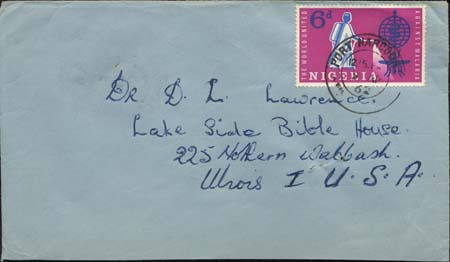 6d
THE WORLD UNITED
AGAINST MALARIA
NIGERIA
PORT HARCOURT
62
Dr D. L. Lawrence.
Lake Side Bible House.
225 Nothern Wabbash.
Illiois I U.S.A.